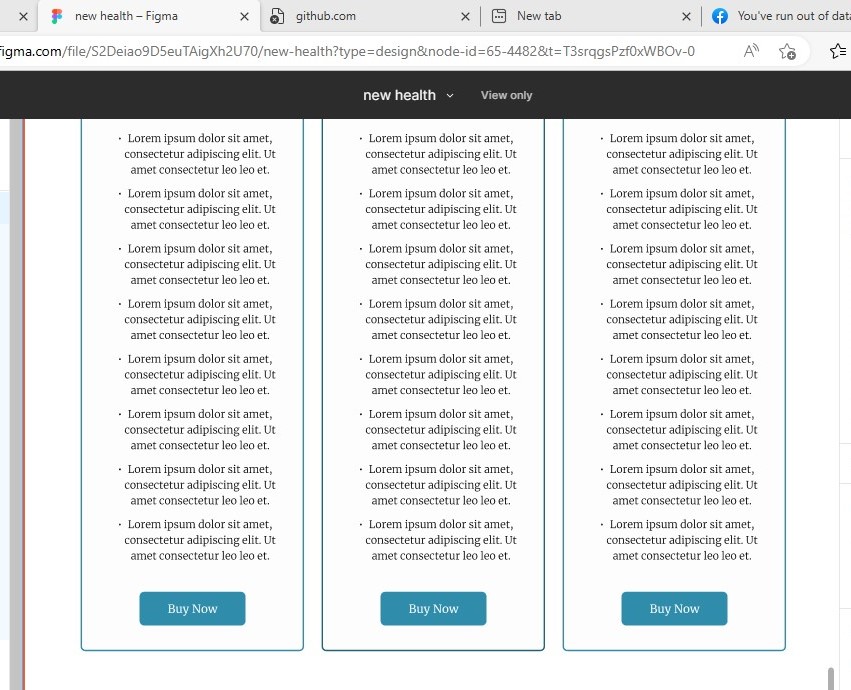 new health – Figma
github.com
New tab
You've run out of data
figma.com/file/S2Deiao9D5euTAigXh2U70/new-health?type=design&node-id=65-4482&t=T3srqgsPzf0xWBOv-0
new health
View only
• Lorem ipsum dolor sit amet,
consectetur adipiscing elit. Ut
amet consectetur leo leo et.
• Lorem ipsum dolor sit amet,
consectetur adipiscing elit. Ut
amet consectetur leo leo et.
• Lorem ipsum dolor sit amet,
consectetur adipiscing elit. Ut
amet consectetur leo leo et.
• Lorem ipsum dolor sit amet,
consectetur adipiscing elit. Ut
amet consectetur leo leo et.
• Lorem ipsum dolor sit amet,
consectetur adipiscing elit. Ut
amet consectetur leo leo et.
• Lorem ipsum dolor sit amet,
consectetur adipiscing elit. Ut
amet consectetur leo leo et.
• Lorem ipsum dolor sit amet,
consectetur adipiscing elit. Ut
amet consectetur leo leo et.
• Lorem ipsum dolor sit amet,
consectetur adipiscing elit. Ut
amet consectetur leo leo et.
Buy Now
• Lorem ipsum dolor sit amet,
consectetur adipiscing elit. Ut
amet consectetur leo leo et.
• Lorem ipsum dolor sit amet,
consectetur adipiscing elit. Ut
amet consectetur leo leo et.
• Lorem ipsum dolor sit amet,
consectetur adipiscing elit. Ut
amet consectetur leo leo et.
• Lorem ipsum dolor sit amet,
consectetur adipiscing elit. Ut
amet consectetur leo leo et.
• Lorem ipsum dolor sit amet,
consectetur adipiscing elit. Ut
amet consectetur leo leo et.
• Lorem ipsum dolor sit amet,
consectetur adipiscing elit. Ut
amet consectetur leo leo et.
• Lorem ipsum dolor sit amet,
consectetur adipiscing elit. Ut
amet consectetur leo leo et.
• Lorem ipsum dolor sit amet,
consectetur adipiscing elit. Ut
amet consectetur leo leo et.
Buy Now
• Lorem ipsum dolor sit amet,
consectetur adipiscing elit. Ut
amet consectetur leo leo et.
• Lorem ipsum dolor sit amet,
consectetur adipiscing elit. Ut
amet consectetur leo leo et.
• Lorem ipsum dolor sit amet,
consectetur adipiscing elit. Ut
amet consectetur leo leo et.
• Lorem ipsum dolor sit amet,
consectetur adipiscing elit. Ut
amet consectetur leo leo et.
• Lorem ipsum dolor sit amet,
consectetur adipiscing elit. Ut
amet consectetur leo leo et.
• Lorem ipsum dolor sit amet,
consectetur adipiscing elit. Ut
amet consectetur leo leo et.
• Lorem ipsum dolor sit amet,
consectetur adipiscing elit. Ut
amet consectetur leo leo et.
• Lorem ipsum dolor sit amet,
consectetur adipiscing elit. Ut
amet consectetur leo leo et.
Buy Now